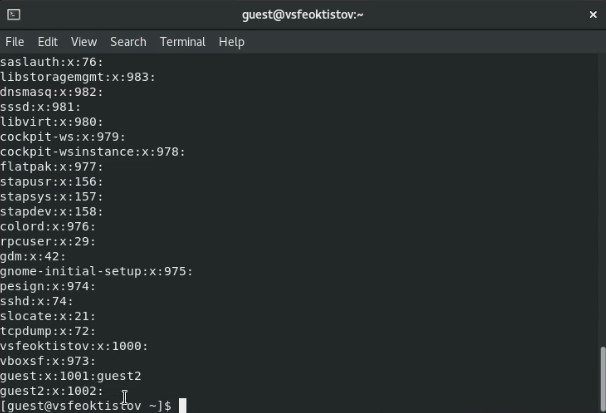 guest@vsfeoktistov:~
File Edit View Search Terminal Help
saslauth:x:76:
libstoragemgmt:x:983:
dnsmasq:x:982:
sssd:x:981:
libvirt:x:980:
cockpit-ws:x:979:
cockpit-wsinstance:x:978:
flatpak:x:977:
stapusr:x:156:
stapsys:x:157:
stapdev:x:158:
colord:x:976:
rpcuser:x:29:
gdm:x:42:
gnome-initial-setup:x:975:
pesign:x:974:
sshd:x:74:
slocate:x:21:
tcpdump:x:72:
vsfeoktistov:x:1000:
vboxsf:x:973:
guest:x:1001:guest2
guest2:x:1002:
[guest@vsfeoktistov ~]$